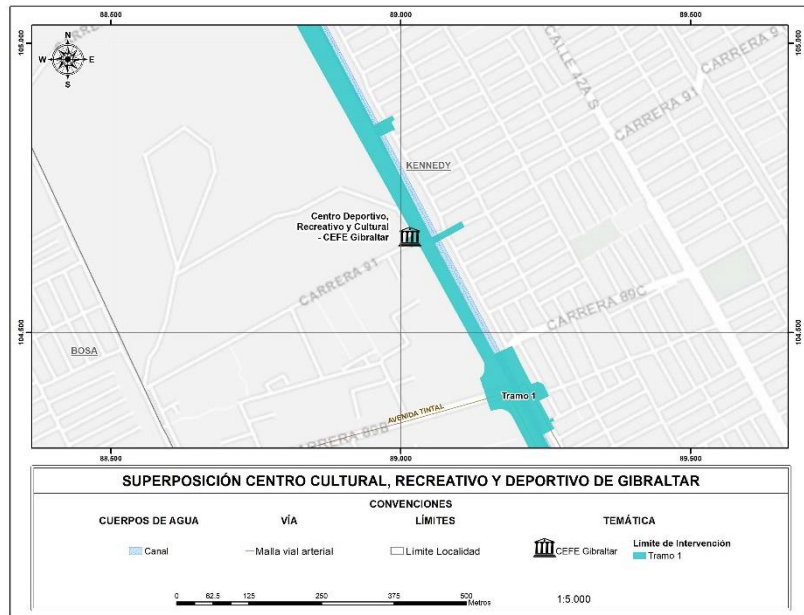 88.500 89.000 89.500
105.000 105.000
N
W E
S
CARRERA 91
CALLE 42A S
CARRERA 91
KENNEDY
Centro Deportivo,
Recreativo y Cultural
- CEFE Gibraltar
CARRERA 91
CARRERA 89C
104.500 104.500
BOSA
Tramo 1
AVENIDA TINTAL
CARRERA 89B
88.500 89.000 89.500
SUPERPOSICIÓN CENTRO CULTURAL, RECREATIVO Y DEPORTIVO DE GIBRALTAR
CONVENCIONES
CUERPOS DE AGUA VÍA LÍMITES TEMÁTICA
Canal Malla vial arterial Límite Localidad CEFE Gibraltar
Límite de Intervención
Tramo 1
0 62.5 125 250 375 500
Metros
1:5.000